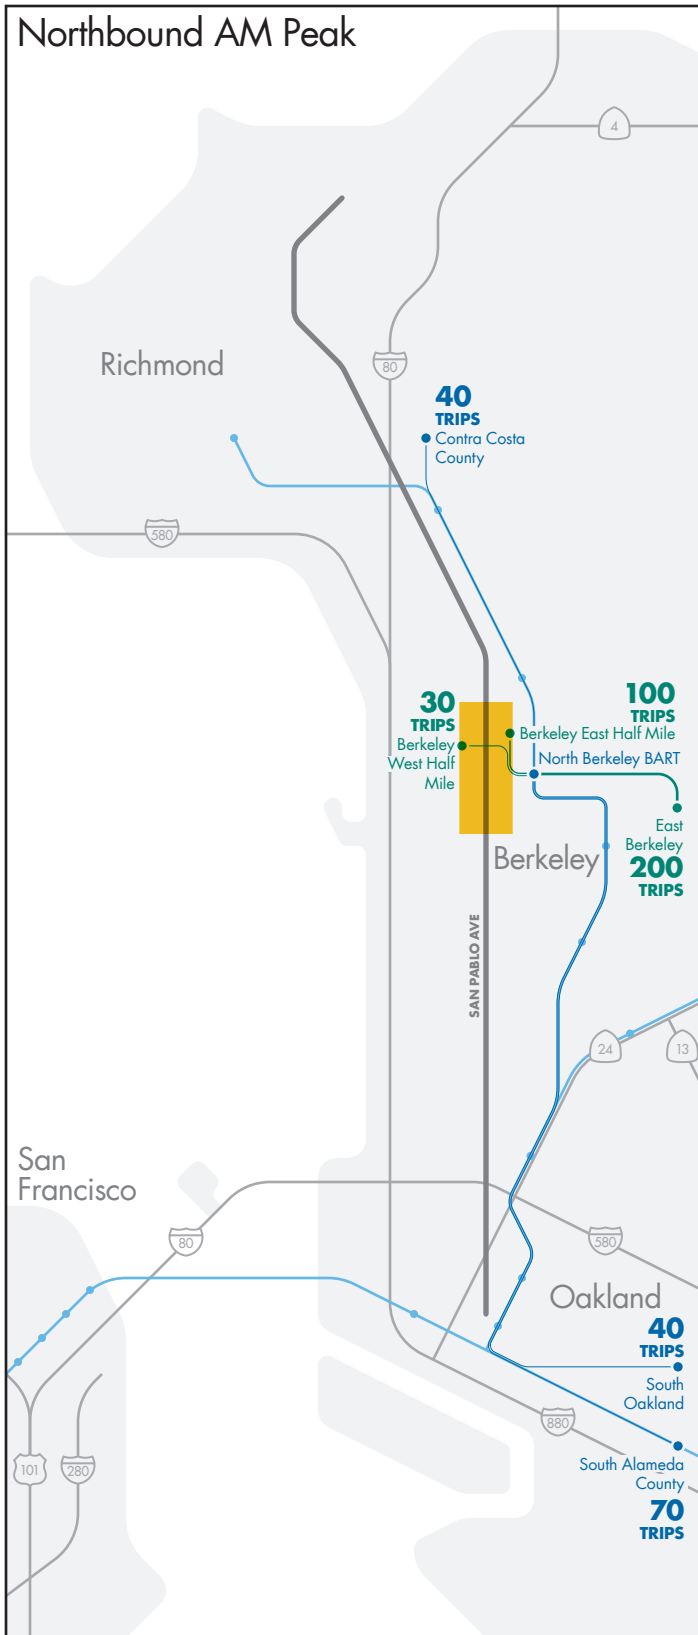 Northbound AM Peak
4
Richmond
80
40
TRIPS
Contra Costa
County
580
30
TRIPS
Berkeley
West Half
Mile
100
TRIPS
Berkeley East Half Mile
North Berkeley BART
East
Berkeley
200
TRIPS
Berkeley
SAN PABLO AVE
24
13
San
Francisco
80
580
Oakland
40
TRIPS
South
Oakland
880
101
280
South Alameda
County
70
TRIPS